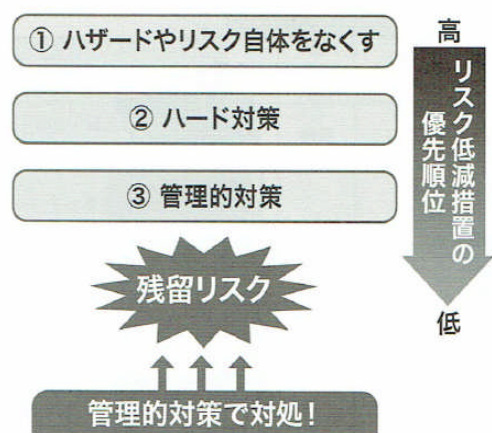 ① ハザードやリスク自体をなくす
② ハード対策
③ 管理的対策
残留リスク
管理的対策で対処！
高
リスク低減措置の
優先順位
低